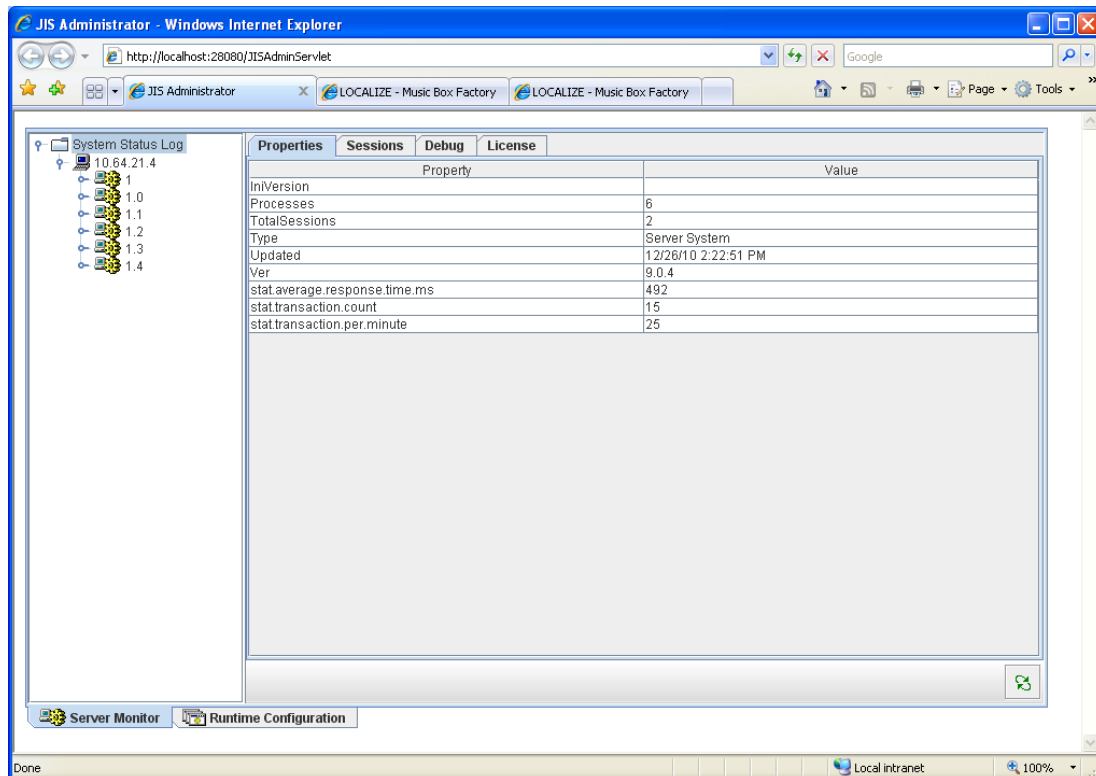 JIS Administrator - Windows Internet Explorer
http://localhost:28080/JISAdminServlet
Google
JIS Administrator
LOCALIZE - Music Box Factory
LOCALIZE - Music Box Factory
Page
Tools
System Status Log
10.64.21.4
1
1.0
1.1
1.2
1.3
1.4
Properties Sessions Debug License
Property Value
IniVersion
Processes 6
TotalSessions 2
Type Server System
Updated 12/26/10 2:22:51 PM
Ver 9.0.4
stat.average.response.time.ms 492
stat.transaction.count 15
stat.transaction.per.minute 25
Server Monitor Runtime Configuration
Done Local intranet 100%